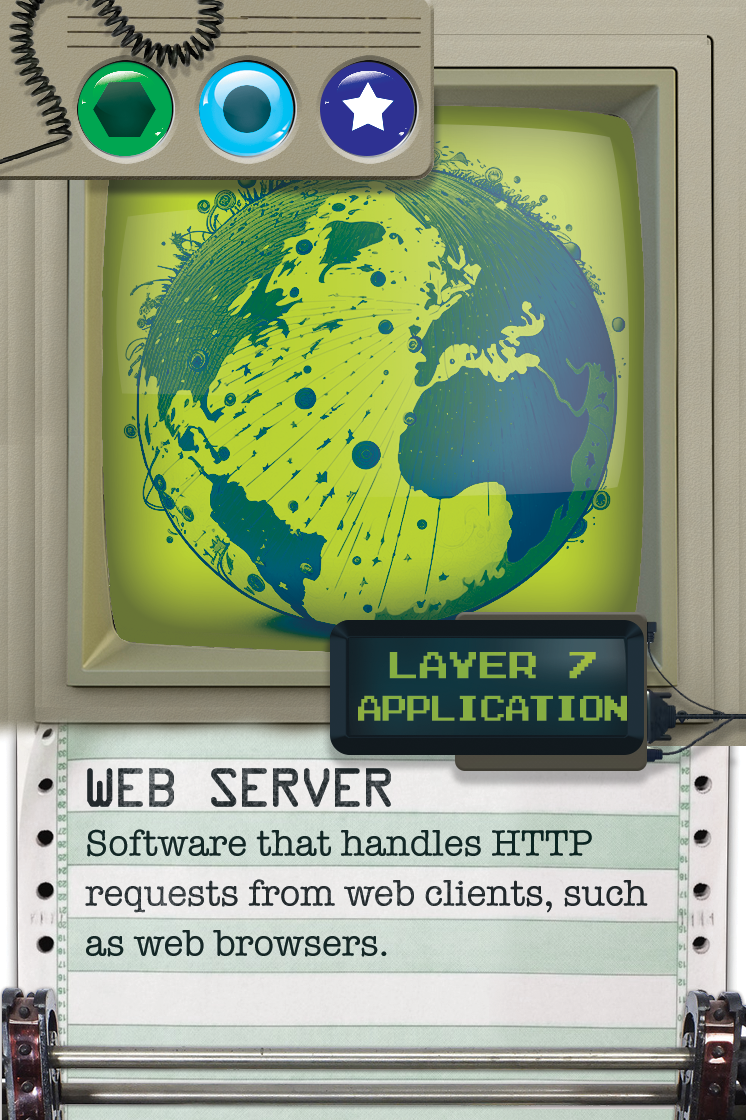 LAYER 7
APPLICATION
WEB SERVER
Software that handles HTTP
requests from web clients, such
as web browsers.